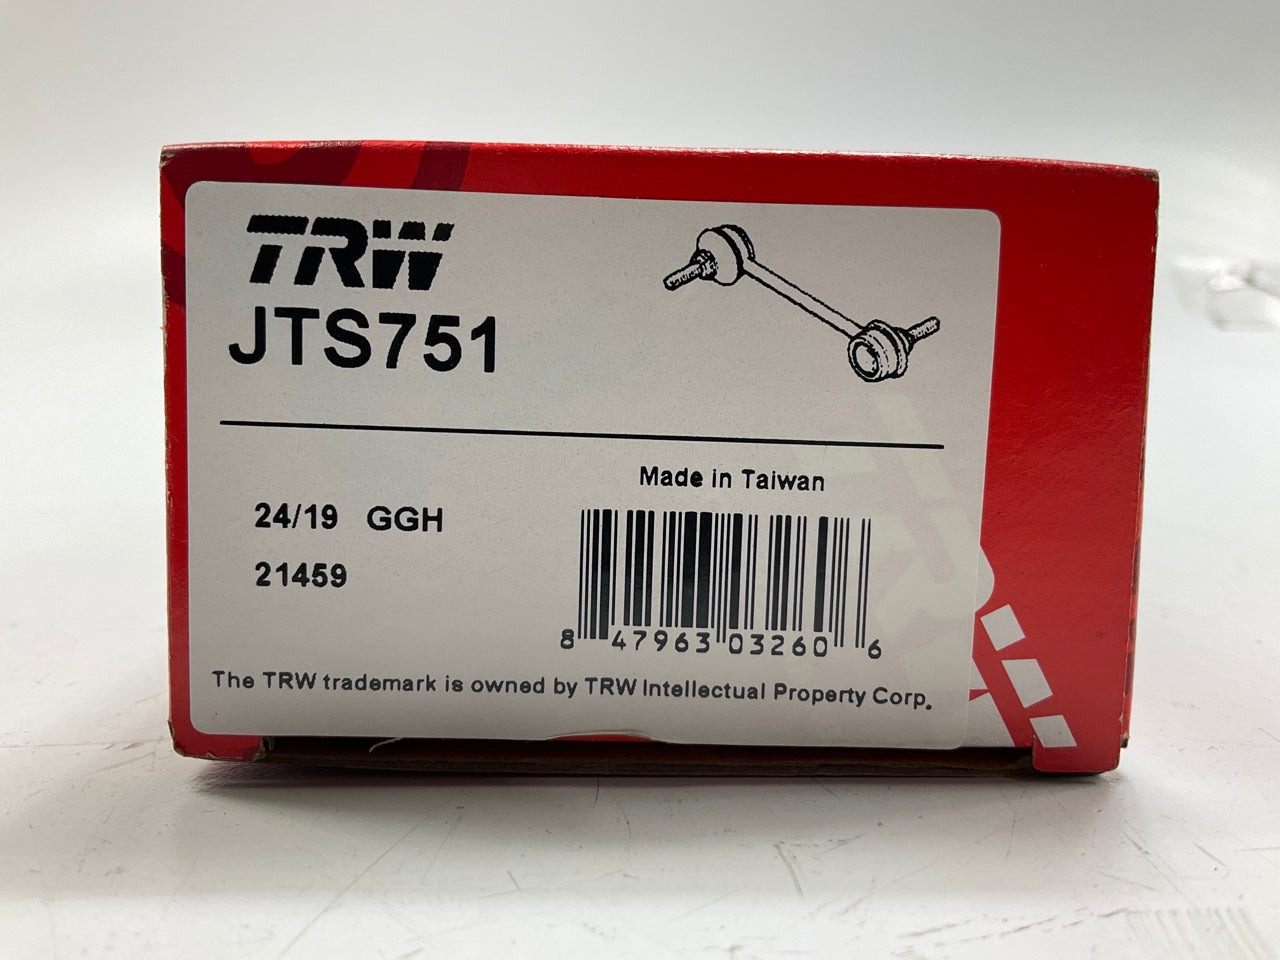 TRW
JTS751
Made in Taiwan
24/19 GGH
21459
8 47963 03260 6
The TRW trademark is owned by TRW Intellectual Property Corp.